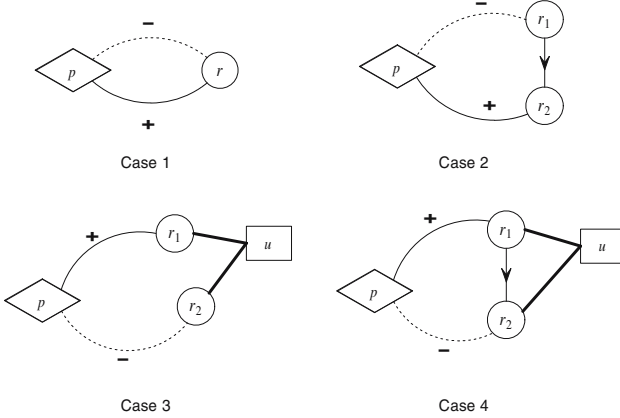 − r₁
p r
p
+ r₂
+
Case 1 Case 2
+ r₁ u
p
r₂
−
Case 3
+ r₁ u
p
r₂
−
Case 4